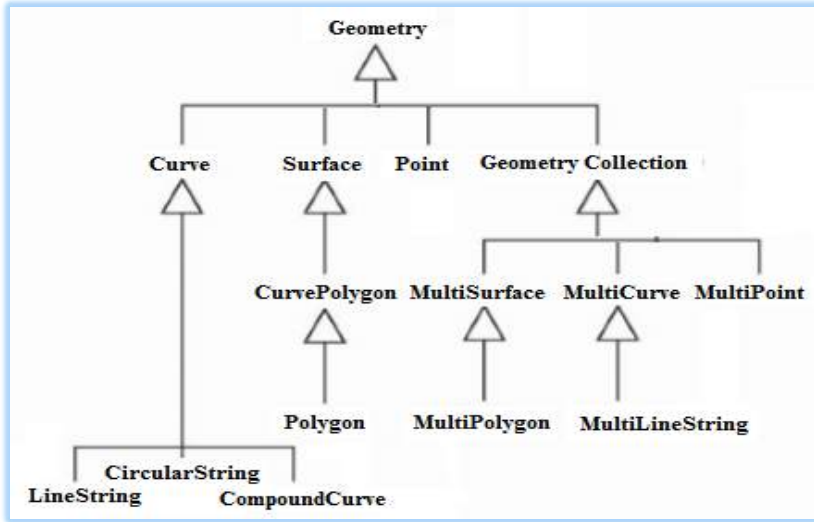 Geometry
Curve Surface Point Geometry Collection
CurvePolygon MultiSurface MultiCurve MultiPoint
Polygon MultiPolygon MultiLineString
CircularString
LineString CompoundCurve